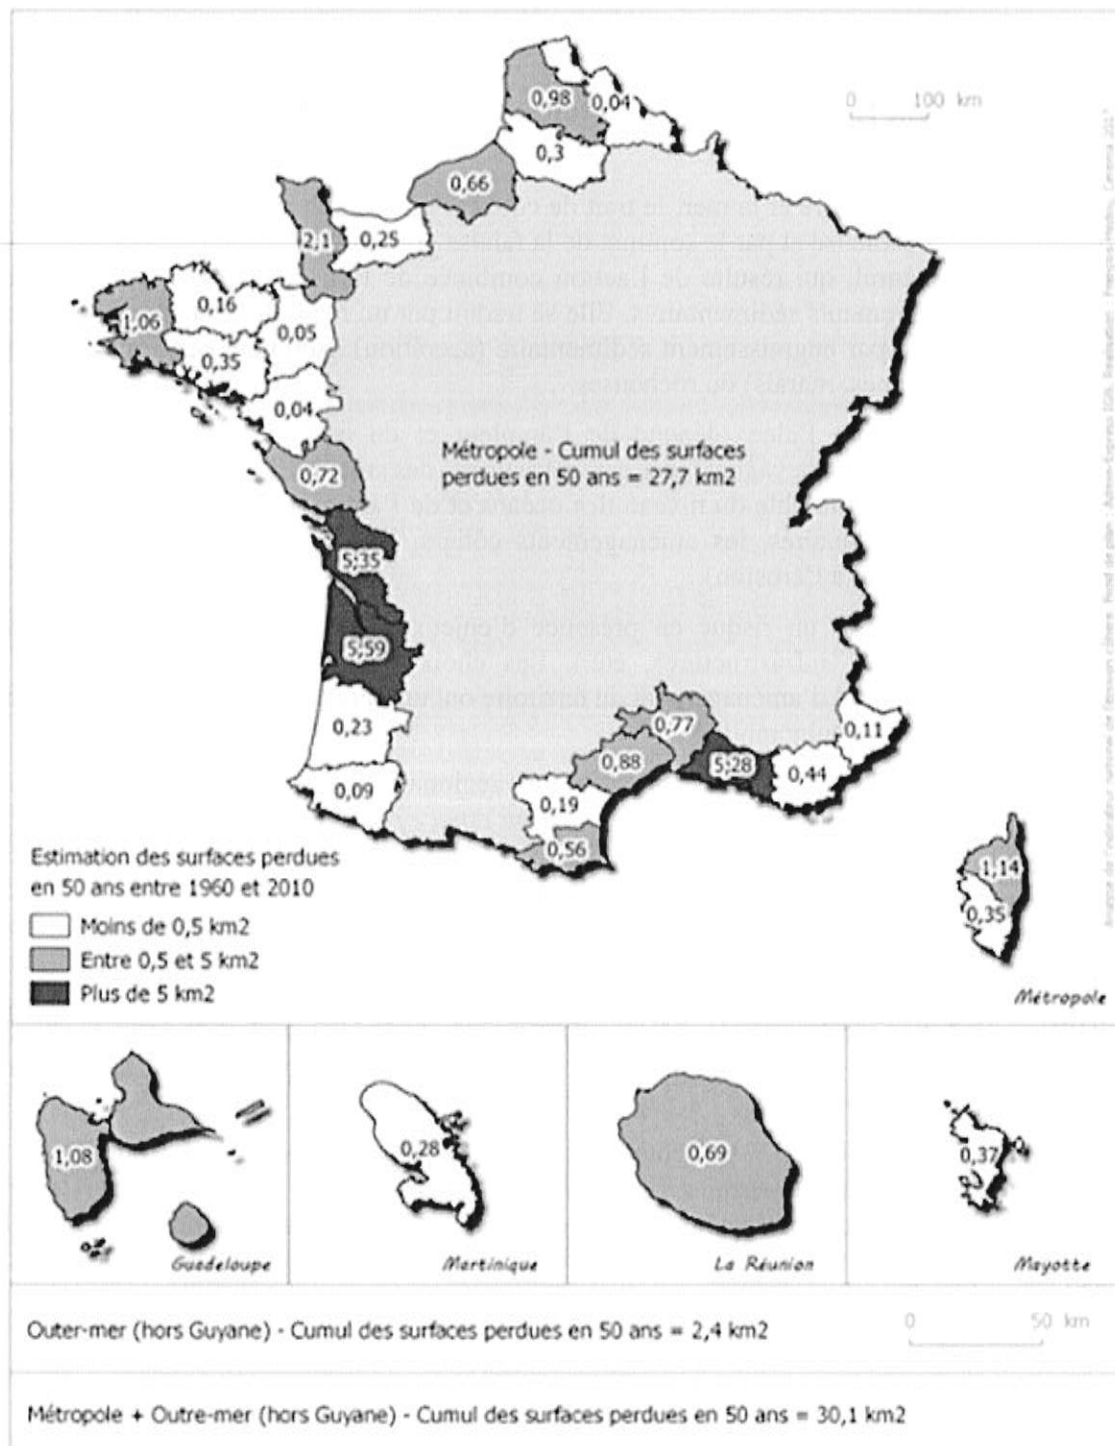 0,98
0,04
0 100 km
0,3
0,66
2,1
0,25
0,16
1,06
0,05
0,35
0,04
0,72
Métropole - Cumul des surfaces
perdues en 50 ans = 27,7 km2
5,35
5,59
0,23
0,77
0,11
0,88
5,28
0,44
0,09
0,19
0,56
1,14
0,35
Estimation des surfaces perdues
en 50 ans entre 1960 et 2010
Moins de 0,5 km2
Entre 0,5 et 5 km2
Plus de 5 km2
Métropole
1,08
Guadeloupe
0,28
Martinique
0,69
La Réunion
0,37
Mayotte
Outer-mer (hors Guyane) - Cumul des surfaces perdues en 50 ans = 2,4 km2
0 50 km
Métropole + Outre-mer (hors Guyane) - Cumul des surfaces perdues en 50 ans = 30,1 km2